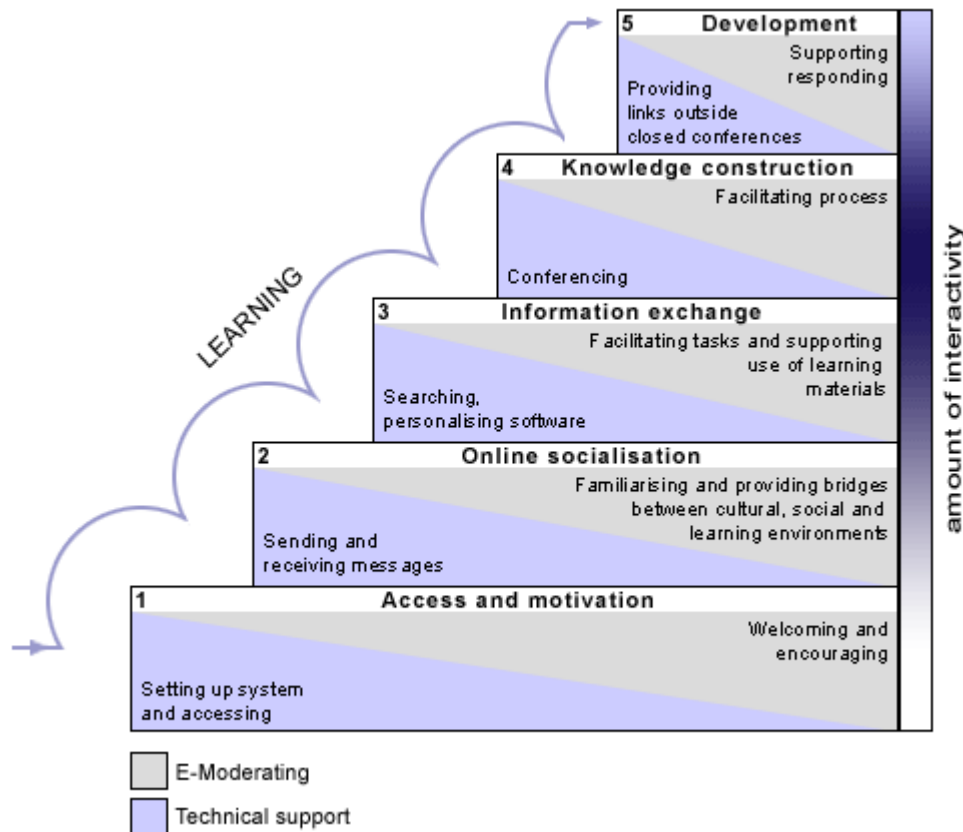 5 Development
Supporting
responding
Providing
links outside
closed conferences
4 Knowledge construction
Facilitating process
Conferencing
3 Information exchange
Facilitating tasks and supporting
use of learning
materials
Searching,
personalising software
2 Online socialisation
Familiarising and providing bridges
between cultural, social and
learning environments
Sending and
receiving messages
1 Access and motivation
Welcoming and
encouraging
Setting up system
and accessing
LEARNING
amount of interactivity
E-Moderating
Technical support